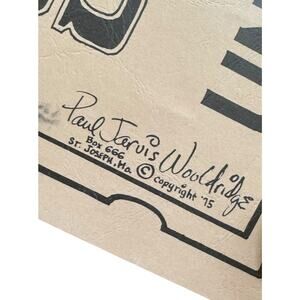 Paul Jarvis Wooldridge
Box 666
St. Joseph, Mo.
© copyright '75